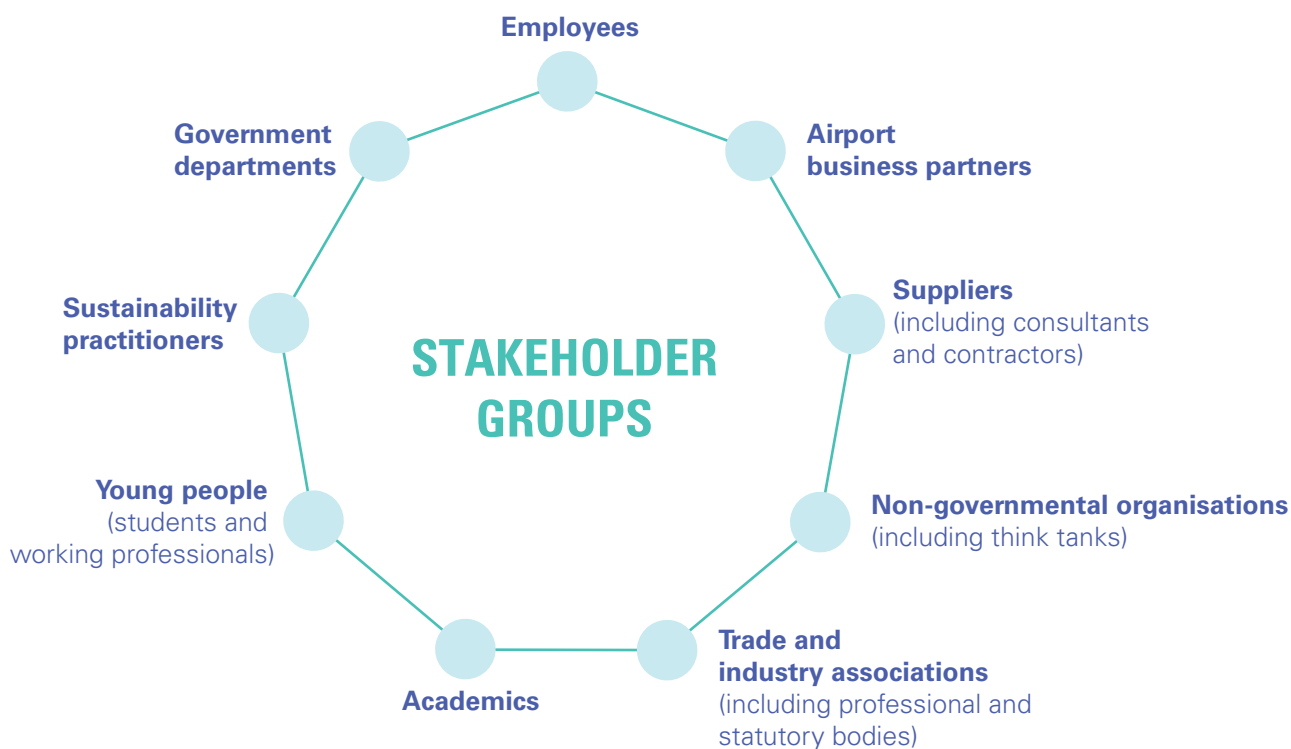 Employees
Government
departments
Airport
business partners
Sustainability
practitioners
Suppliers
(including consultants
and contractors)
STAKEHOLDER
GROUPS
Young people
(students and
working professionals)
Non-governmental organisations
(including think tanks)
Academics
Trade and
industry associations
(including professional and
statutory bodies)